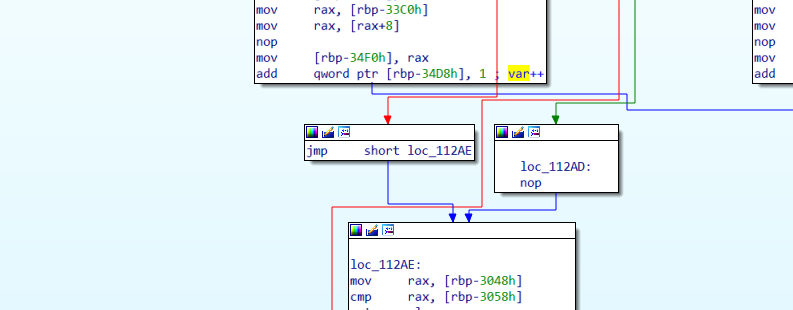 mov rax, [rbp-33C0h]
mov rax, [rax+8]
nop
mov [rbp-34F0h], rax
add qword ptr [rbp-34D8h], 1 ; var++
mov
mov
nop
mov
add
jmp short loc_112AE
loc_112AD:
nop
loc_112AE:
mov rax, [rbp-3048h]
cmp rax, [rbp-3058h]